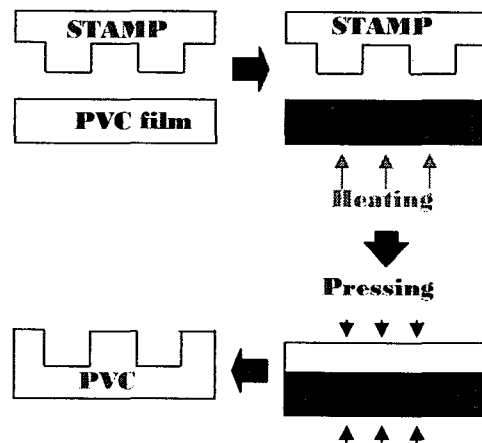 STAMP
STAMP
PVC film
Heating
Pressing
PVC